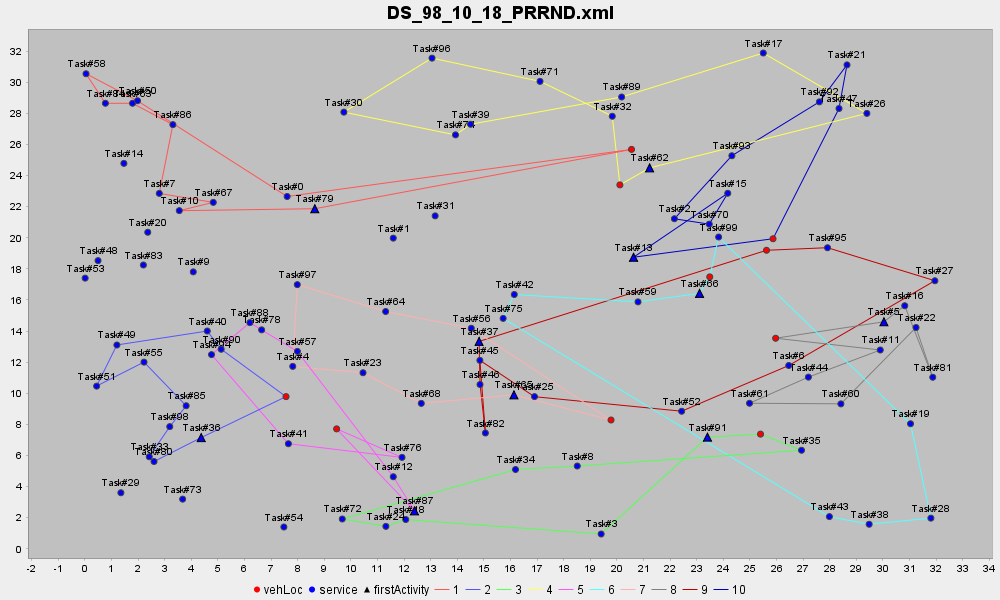 DS_98_10_18_PRRND.xml
32
30
28
26
24
22
20
18
16
14
12
10
8
6
4
2
0
Task#96
Task#17
Task#58
Task#21
Task#71
Task#89
Task#92
Task#50
Task#63
Task#30
Task#32
Task#47
Task#26
Task#86
Task#39
Task#74
Task#14
Task#93
Task#62
Task#7
Task#67
Task#0
Task#15
Task#10
Task#79
Task#31
Task#2
Task#70
Task#20
Task#1
Task#99
Task#95
Task#48
Task#83
Task#13
Task#53
Task#9
Task#97
Task#27
Task#42
Task#59
Task#66
Task#64
Task#16
Task#88
Task#78
Task#56
Task#75
Task#5
Task#22
Task#40
Task#37
Task#49
Task#90
Task#94
Task#57
Task#11
Task#55
Task#45
Task#4
Task#6
Task#23
Task#44
Task#81
Task#51
Task#46
Task#65
Task#25
Task#85
Task#68
Task#61
Task#60
Task#52
Task#98
Task#36
Task#82
Task#19
Task#41
Task#91
Task#33
Task#80
Task#76
Task#35
Task#12
Task#34
Task#8
Task#29
Task#73
Task#87
Task#54
Task#72
Task#24
Task#18
Task#3
Task#43
Task#38
Task#28
-2 -1 0 1 2 3 4 5 6 7 8 9 10 11 12 13 14 15 16 17 18 19 20 21 22 23 24 25 26 27 28 29 30 31 32 33 34
vehLoc service firstActivity 1 2 3 4 5 6 7 8 9 10